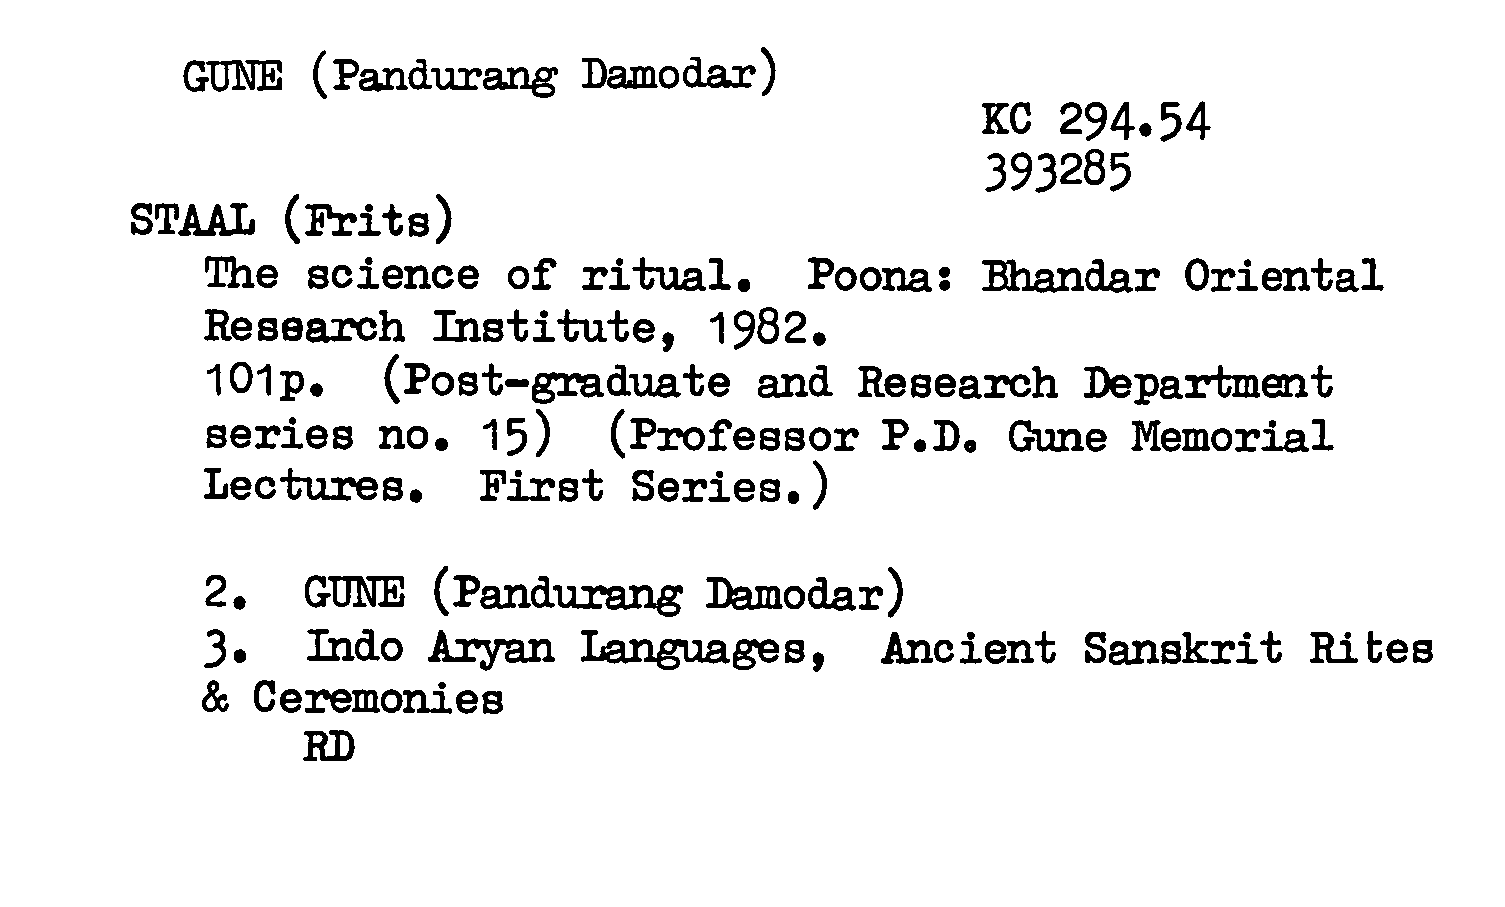 GUNE (Pandurang Damodar)
KC 294.54
393285
STAAL (Frits)
The science of ritual. Poona: Bhandar Oriental
Research Institute, 1982.
101p. (Post-graduate and Research Department
series no. 15) (Professor P.D. Gune Memorial
Lectures. First Series.)
2. GUNE (Pandurang Damodar)
3. Indo Aryan Languages, Ancient Sanskrit Rites
& Ceremonies
RD